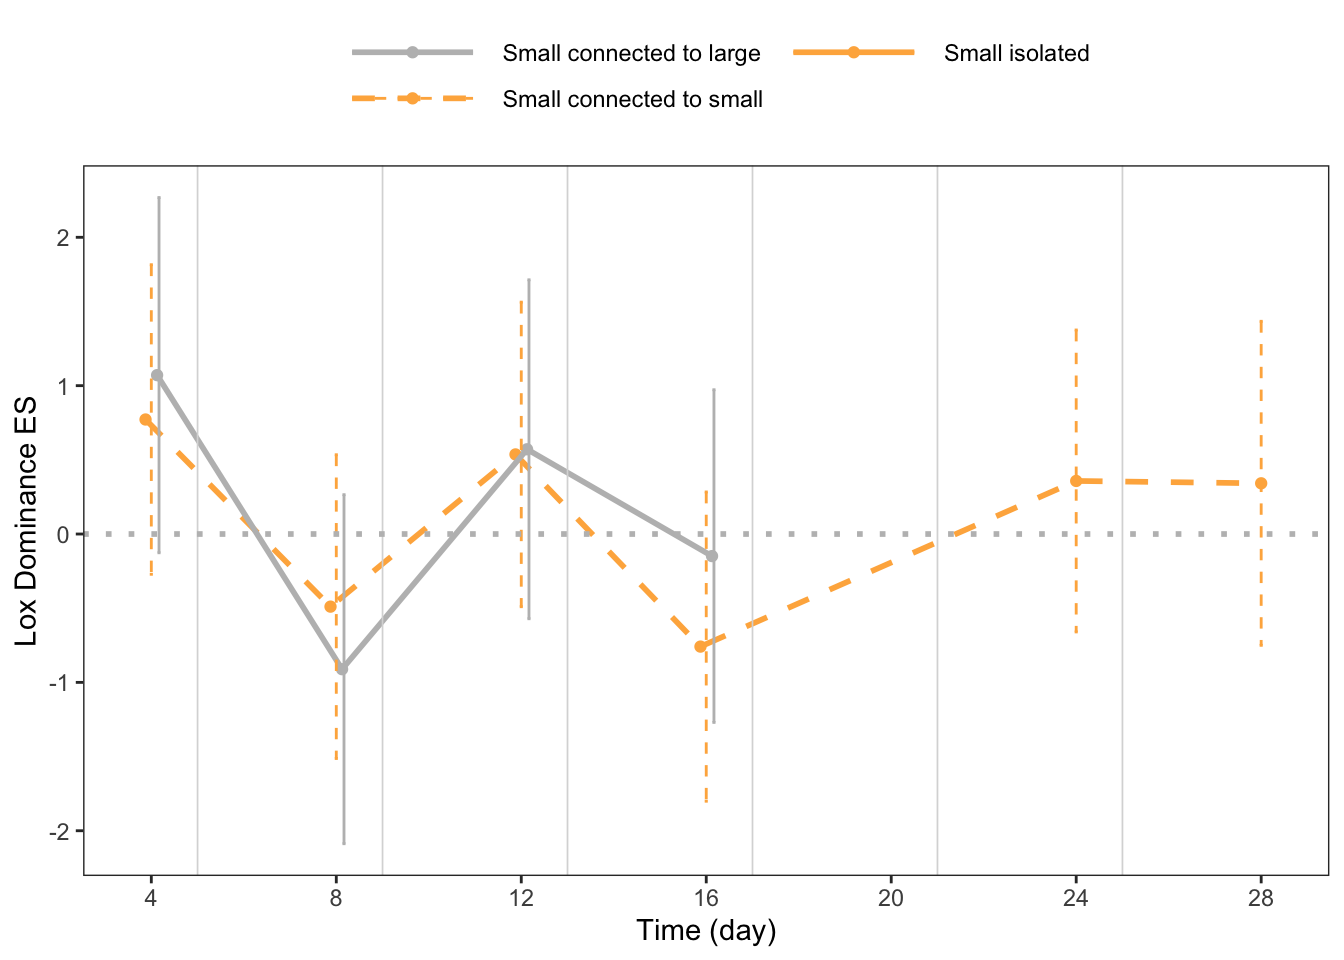 Small connected to large
Small isolated
Small connected to small
Lox Dominance ES
2
1
0
-1
-2
4 8 12 16 20 24 28
Time (day)